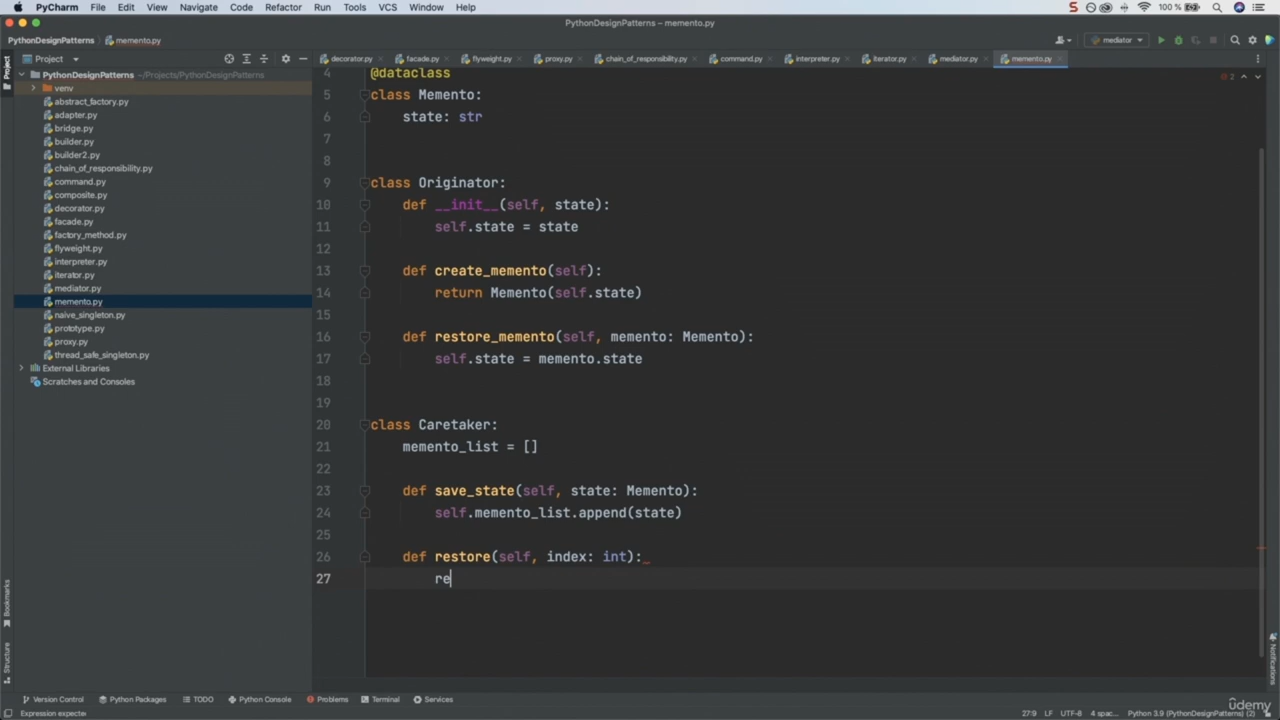 PyCharm File Edit View Navigate Code Refactor Run Tools VCS Window Help 100 %
PythonDesignPatterns – memento.py
PythonDesignPatterns memento.py mediator
Project decorator.py facade.py flyweight.py proxy.py chain_of_responsibility.py command.py interpreter.py iterator.py mediator.py memento.py
Project
PythonDesignPatterns ~/Projects/PythonDesignPatterns
venv
abstract_factory.py
adapter.py
bridge.py
builder.py
builder2.py
chain_of_responsibility.py
command.py
composite.py
decorator.py
facade.py
factory_method.py
flyweight.py
interpreter.py
iterator.py
mediator.py
memento.py
naive_singleton.py
prototype.py
proxy.py
thread_safe_singleton.py
External Libraries
Scratches and Consoles
4 @dataclass
5 class Memento:
6 state: str
7
8
9 class Originator:
10 def __init__(self, state):
11 self.state = state
12
13 def create_memento(self):
14 return Memento(self.state)
15
16 def restore_memento(self, memento: Memento):
17 self.state = memento.state
18
19
20 class Caretaker:
21 memento_list = []
22
23 def save_state(self, state: Memento):
24 self.memento_list.append(state)
25
26 def restore(self, index: int):
27 re
2
Bookmarks
Structure
Notifications
Version Control Python Packages TODO Python Console Problems Terminal Services
Expression expected 27:9 LF UTF-8 4 spac... Python 3.9 (PythonDesignPatterns) (2)
udemy